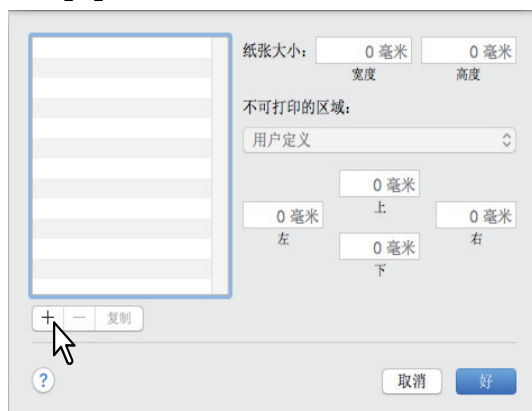 纸张大小： 0 毫米 0 毫米
宽度 高度
不可打印的区域：
用户定义
0 毫米
上
0 毫米 0 毫米
左 右
0 毫米
下
+ − 复制
? 取消 好